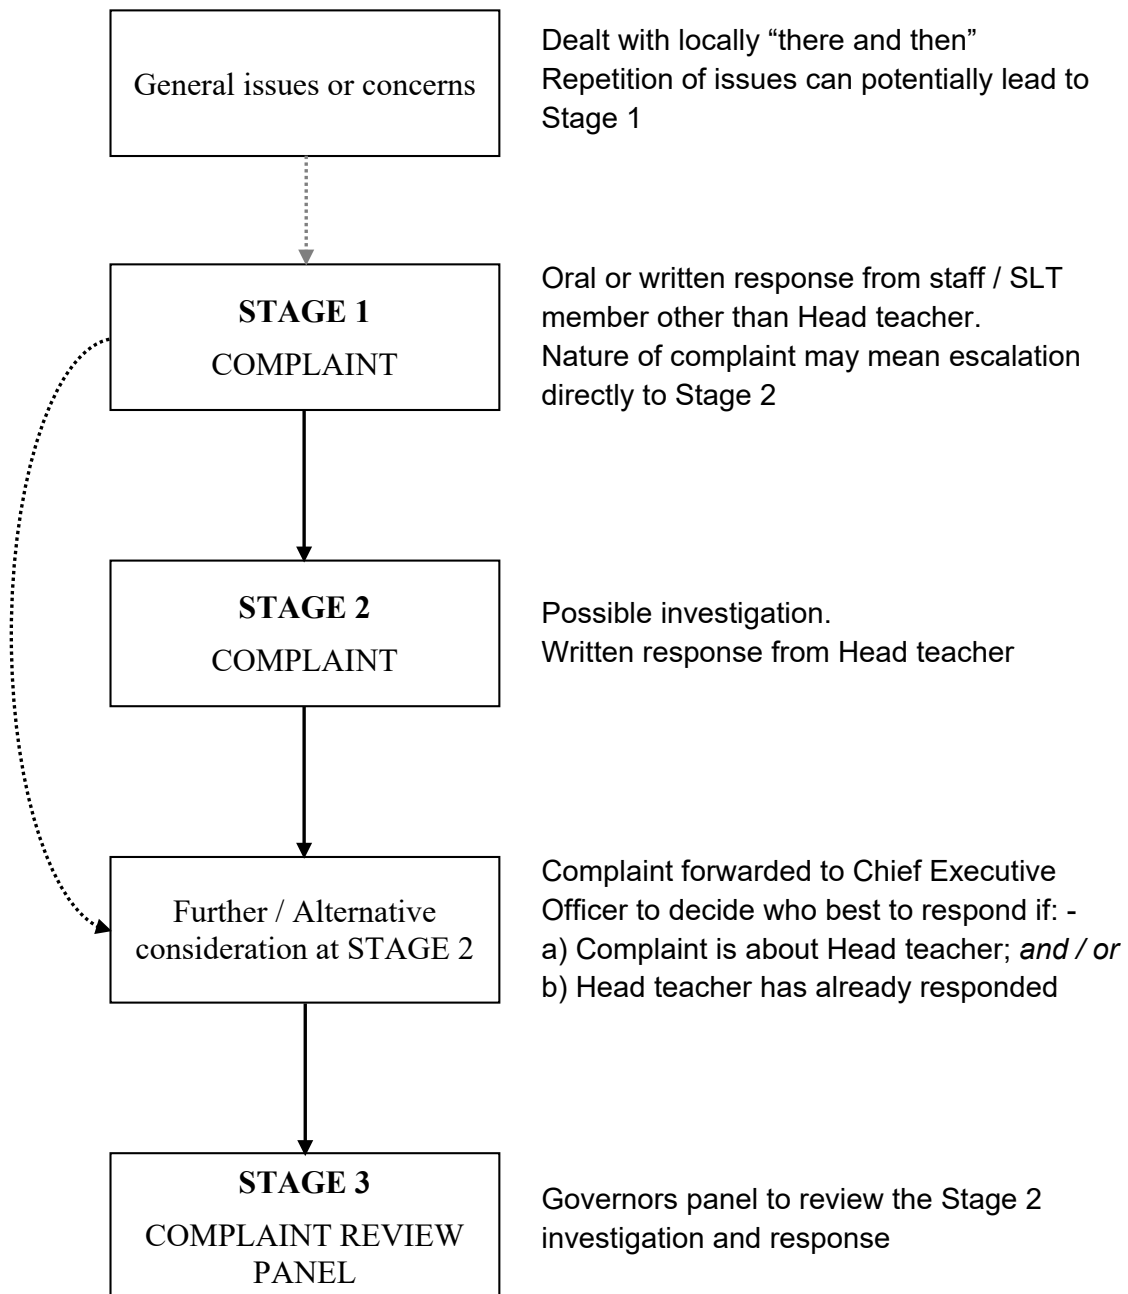 General issues or concerns
Dealt with locally “there and then”
Repetition of issues can potentially lead to
Stage 1
STAGE 1
COMPLAINT
Oral or written response from staff / SLT
member other than Head teacher.
Nature of complaint may mean escalation
directly to Stage 2
STAGE 2
COMPLAINT
Possible investigation.
Written response from Head teacher
Further / Alternative
consideration at STAGE 2
Complaint forwarded to Chief Executive
Officer to decide who best to respond if: -
a) Complaint is about Head teacher; and / or
b) Head teacher has already responded
STAGE 3
COMPLAINT REVIEW
PANEL
Governors panel to review the Stage 2
investigation and response